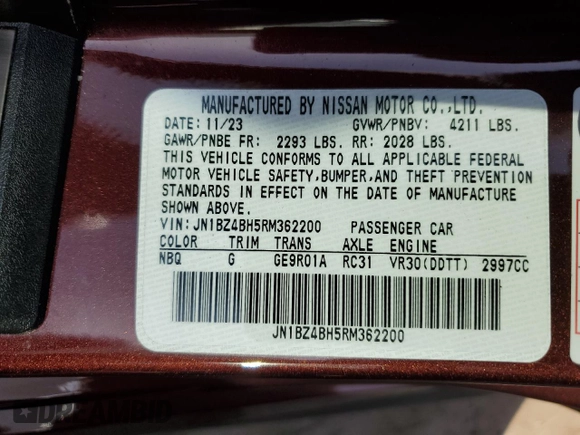 MANUFACTURED BY NISSAN MOTOR CO.,LTD.
DATE: 11/23 GVWR/PNBV: 4211 LBS.
GAWR/PNBE FR: 2293 LBS. RR: 2028 LBS.
THIS VEHICLE CONFORMS TO ALL APPLICABLE FEDERAL
MOTOR VEHICLE SAFETY,BUMPER,AND THEFT PREVENTION
STANDARDS IN EFFECT ON THE DATE OF MANUFACTURE
SHOWN ABOVE.
VIN:JN1BZ4BH5RM362200 PASSENGER CAR
COLOR TRIM TRANS AXLE ENGINE
NBQ G GE9R01A RC31 VR30(DDTT) 2997CC
JN1BZ4BH5RM362200
DREAMBID